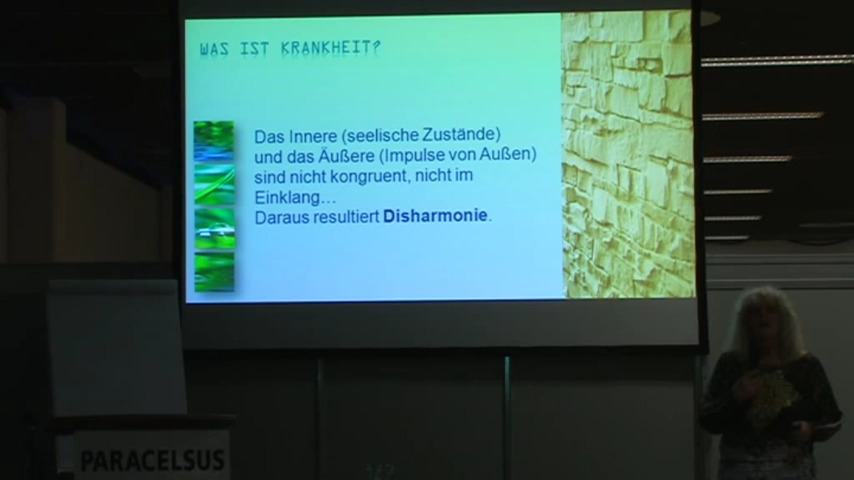 WAS IST KRANKHEIT?
Das Innere (seelische Zustände)
und das Äußere (Impulse von Außen)
sind nicht kongruent, nicht im
Einklang...
Daraus resultiert Disharmonie.
PARACELSUS